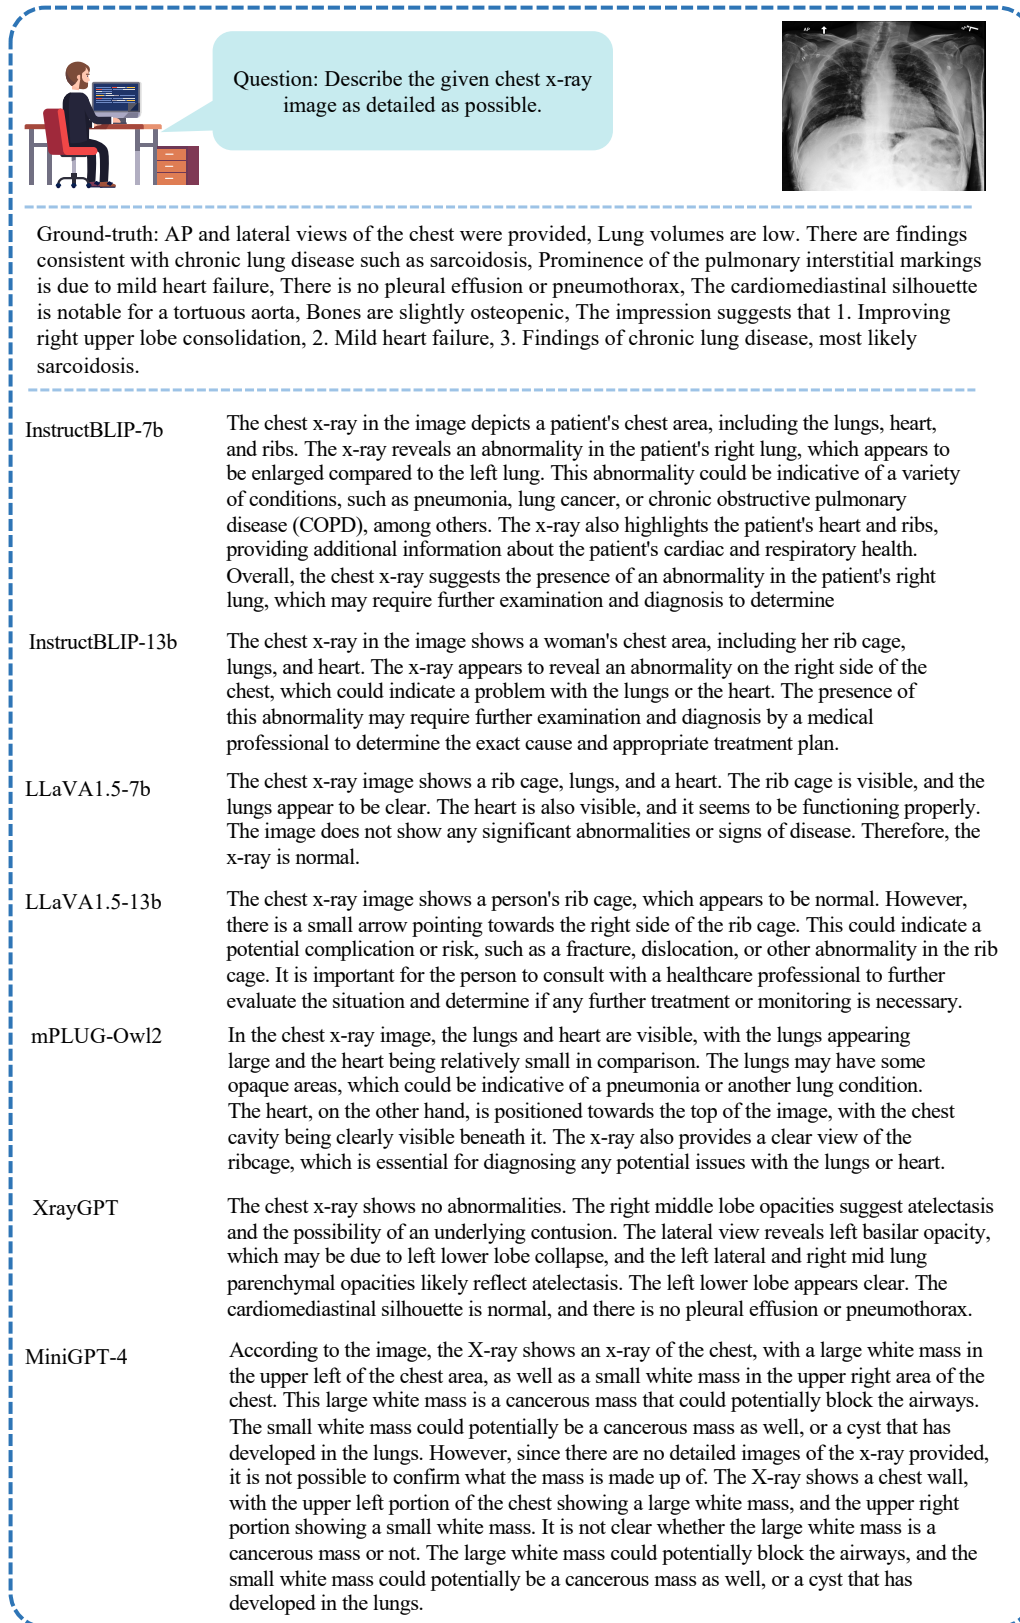 Question: Describe the given chest x-ray
image as detailed as possible.
AP
Ground-truth: AP and lateral views of the chest were provided, Lung volumes are low. There are findings
consistent with chronic lung disease such as sarcoidosis, Prominence of the pulmonary interstitial markings
is due to mild heart failure, There is no pleural effusion or pneumothorax, The cardiomediastinal silhouette
is notable for a tortuous aorta, Bones are slightly osteopenic, The impression suggests that 1. Improving
right upper lobe consolidation, 2. Mild heart failure, 3. Findings of chronic lung disease, most likely
sarcoidosis.
InstructBLIP-7b
The chest x-ray in the image depicts a patient's chest area, including the lungs, heart,
and ribs. The x-ray reveals an abnormality in the patient's right lung, which appears to
be enlarged compared to the left lung. This abnormality could be indicative of a variety
of conditions, such as pneumonia, lung cancer, or chronic obstructive pulmonary
disease (COPD), among others. The x-ray also highlights the patient's heart and ribs,
providing additional information about the patient's cardiac and respiratory health.
Overall, the chest x-ray suggests the presence of an abnormality in the patient's right
lung, which may require further examination and diagnosis to determine
InstructBLIP-13b
The chest x-ray in the image shows a woman's chest area, including her rib cage,
lungs, and heart. The x-ray appears to reveal an abnormality on the right side of the
chest, which could indicate a problem with the lungs or the heart. The presence of
this abnormality may require further examination and diagnosis by a medical
professional to determine the exact cause and appropriate treatment plan.
LLaVA1.5-7b
The chest x-ray image shows a rib cage, lungs, and a heart. The rib cage is visible, and the
lungs appear to be clear. The heart is also visible, and it seems to be functioning properly.
The image does not show any significant abnormalities or signs of disease. Therefore, the
x-ray is normal.
LLaVA1.5-13b
The chest x-ray image shows a person's rib cage, which appears to be normal. However,
there is a small arrow pointing towards the right side of the rib cage. This could indicate a
potential complication or risk, such as a fracture, dislocation, or other abnormality in the rib
cage. It is important for the person to consult with a healthcare professional to further
evaluate the situation and determine if any further treatment or monitoring is necessary.
mPLUG-Owl2
In the chest x-ray image, the lungs and heart are visible, with the lungs appearing
large and the heart being relatively small in comparison. The lungs may have some
opaque areas, which could be indicative of a pneumonia or another lung condition.
The heart, on the other hand, is positioned towards the top of the image, with the chest
cavity being clearly visible beneath it. The x-ray also provides a clear view of the
ribcage, which is essential for diagnosing any potential issues with the lungs or heart.
XrayGPT
The chest x-ray shows no abnormalities. The right middle lobe opacities suggest atelectasis
and the possibility of an underlying contusion. The lateral view reveals left basilar opacity,
which may be due to left lower lobe collapse, and the left lateral and right mid lung
parenchymal opacities likely reflect atelectasis. The left lower lobe appears clear. The
cardiomediastinal silhouette is normal, and there is no pleural effusion or pneumothorax.
MiniGPT-4
According to the image, the X-ray shows an x-ray of the chest, with a large white mass in
the upper left of the chest area, as well as a small white mass in the upper right area of the
chest. This large white mass is a cancerous mass that could potentially block the airways.
The small white mass could potentially be a cancerous mass as well, or a cyst that has
developed in the lungs. However, since there are no detailed images of the x-ray provided,
it is not possible to confirm what the mass is made up of. The X-ray shows a chest wall,
with the upper left portion of the chest showing a large white mass, and the upper right
portion showing a small white mass. It is not clear whether the large white mass is a
cancerous mass or not. The large white mass could potentially block the airways, and the
small white mass could potentially be a cancerous mass as well, or a cyst that has
developed in the lungs.